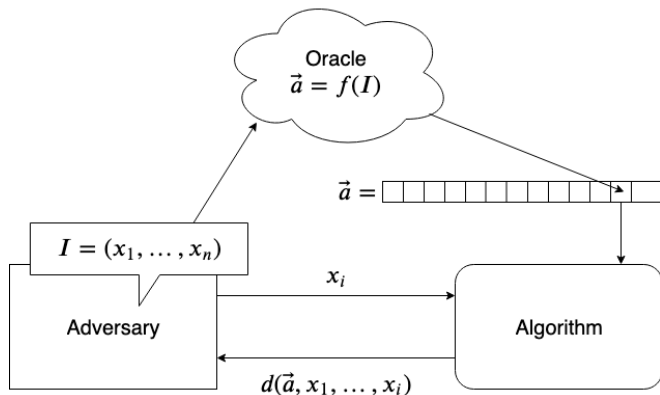 Oracle
$\vec{a} = f(I)$
$\vec{a} =$
$I = (x_1, \ldots, x_n)$
$x_i$
Adversary
Algorithm
$d(\vec{a}, x_1, \ldots, x_i)$